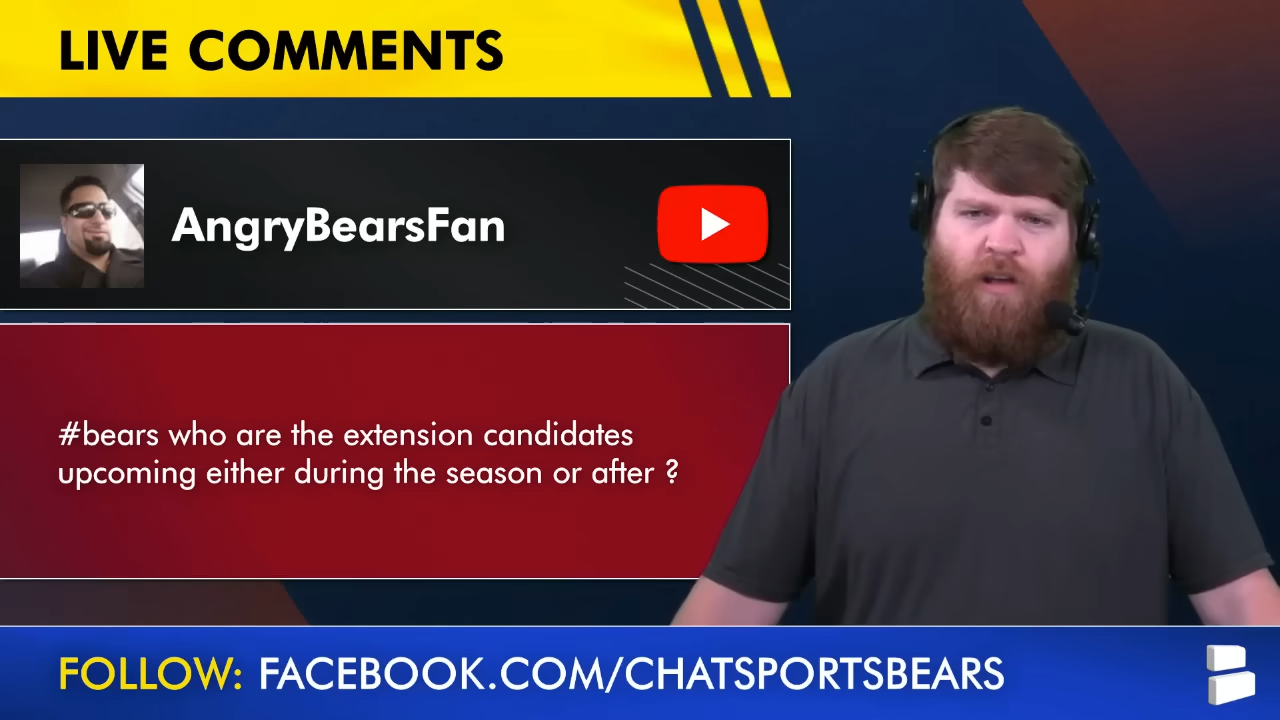 LIVE COMMENTS
AngryBearsFan
#bears who are the extension candidates
upcoming either during the season or after ?
FOLLOW: FACEBOOK.COM/CHATSPORTSBEARS